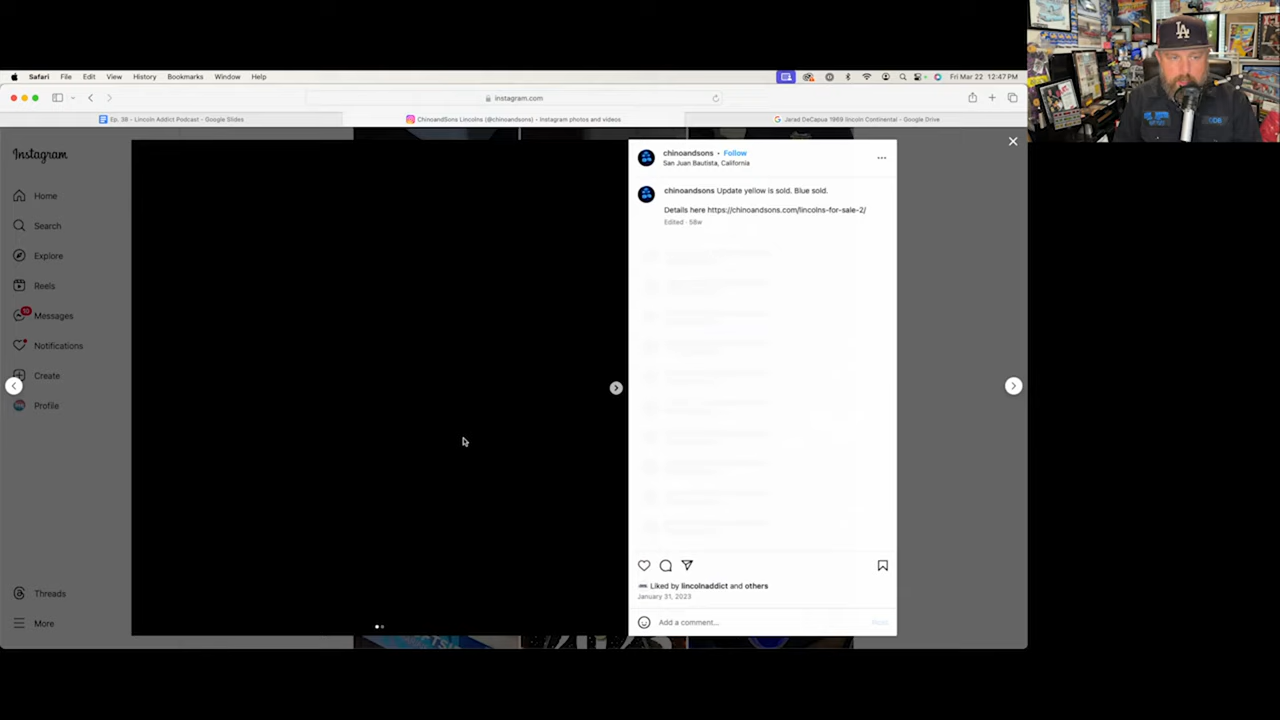 Safari File Edit View History Bookmarks Window Help
Fri Mar 22 12:47PM
instagram.com
Ep. 38 - Lincoln Addict Podcast - Google Slides
ChinoandSons Lincolns (@chinoandsons) • Instagram photos and videos
Jarad DeCapua 1969 lincoln Continental - Google Drive
Instagram
Home
Search
Explore
Reels
Messages
Notifications
Create
Profile
Threads
More
chinoandsons • Follow
San Juan Bautista, California
chinoandsons Update yellow is sold. Blue sold.
Details here https://chinoandsons.com/lincolns-for-sale-2/
Edited · 58w
Liked by lincolnaddict and others
January 31, 2023
Add a comment...
Post
LA